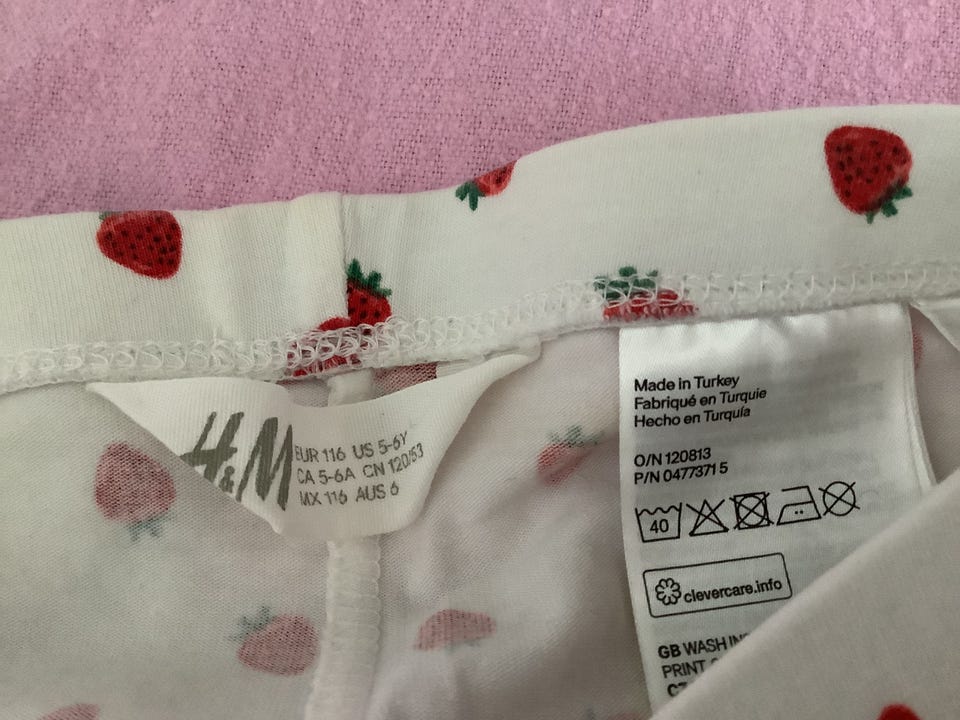 H&M
EUR 116 US 5-6Y
CA 5-6A CN 120/53
MX 116 AUS 6
Made in Turkey
Fabriqué en Turquie
Hecho en Turquía
O/N 120813
P/N 0477371 5
40
clevercare.info
GB WASH
PRINT